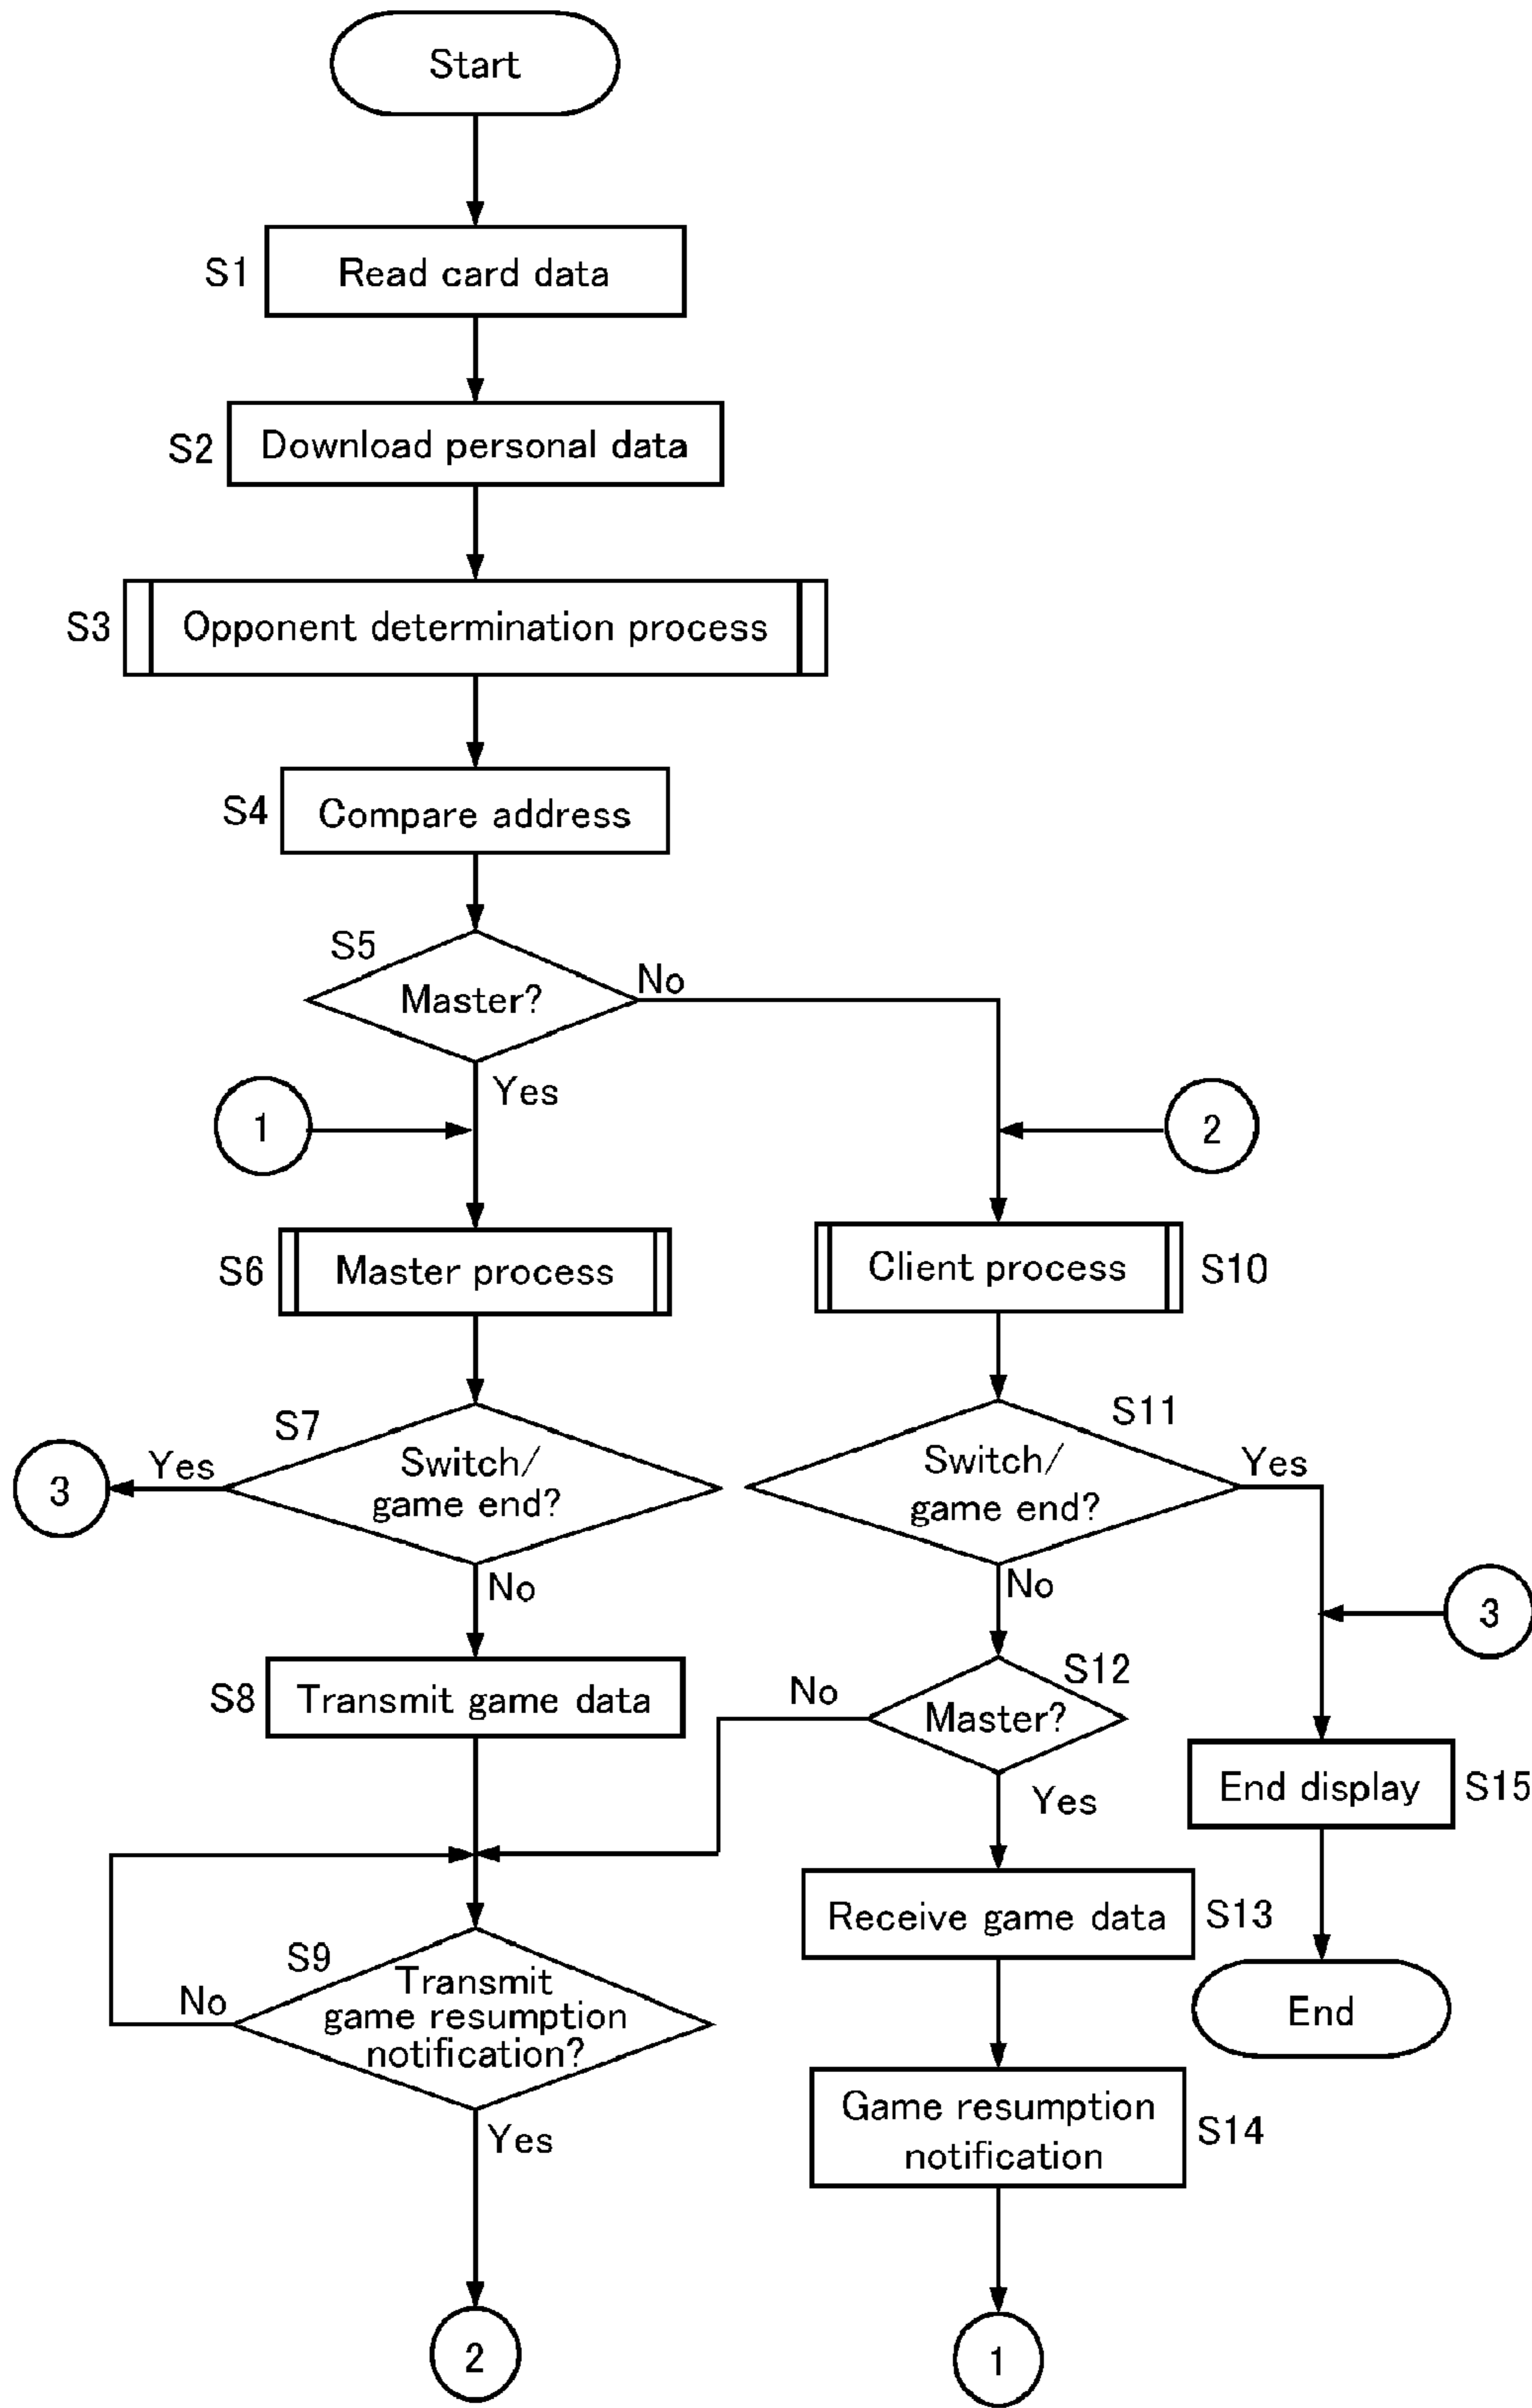 Start
S1
Read card data
S2
Download personal data
S3
Opponent determination process
S4
Compare address
S5
Master?
No
Yes
1
2
S6
Master process
Client process
S10
S7
Switch/
game end?
Yes
3
No
S11
Switch/
game end?
Yes
No
3
S8
Transmit game data
S12
Master?
No
Yes
End display
S15
Receive game data
S13
End
S9
Transmit
game resumption
notification?
No
Yes
Game resumption
notification
S14
2
1